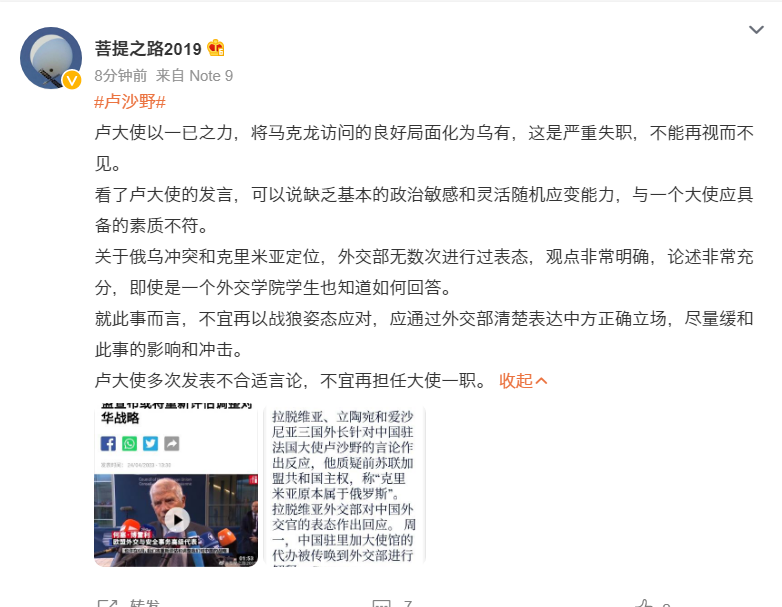 菩提之路2019
8分钟前 来自 Note 9
#卢沙野#
卢大使以一已之力，将马克龙访问的良好局面化为乌有，这是严重失职，不能再视而不
见。
看了卢大使的发言，可以说缺乏基本的政治敏感和灵活随机应变能力，与一个大使应具
备的素质不符。
关于俄乌冲突和克里米亚定位，外交部无数次进行过表态，观点非常明确，论述非常充
分，即使是一个外交学院学生也知道如何回答。
就此事而言，不宜再以战狼姿态应对，应通过外交部清楚表达中方正确立场，尽量缓和
此事的影响和冲击。
卢大使多次发表不合适言论，不宜再担任大使一职。 收起
盟宣布或将重新评估调整对
华战略
何塞·博雷利
欧盟外交与安全事务高级代表
01:53
拉脱维亚、立陶宛和爱沙
尼亚三国外长针对中国驻
法国大使卢沙野的言论作
出反应，他质疑前苏联加
盟共和国主权，称“克里
米亚原本属于俄罗斯”。
拉脱维亚外交部对中国外
交官的表态作出回应。 周
一，中国驻里加大使馆的
代办被传唤到外交部进行
转发
7